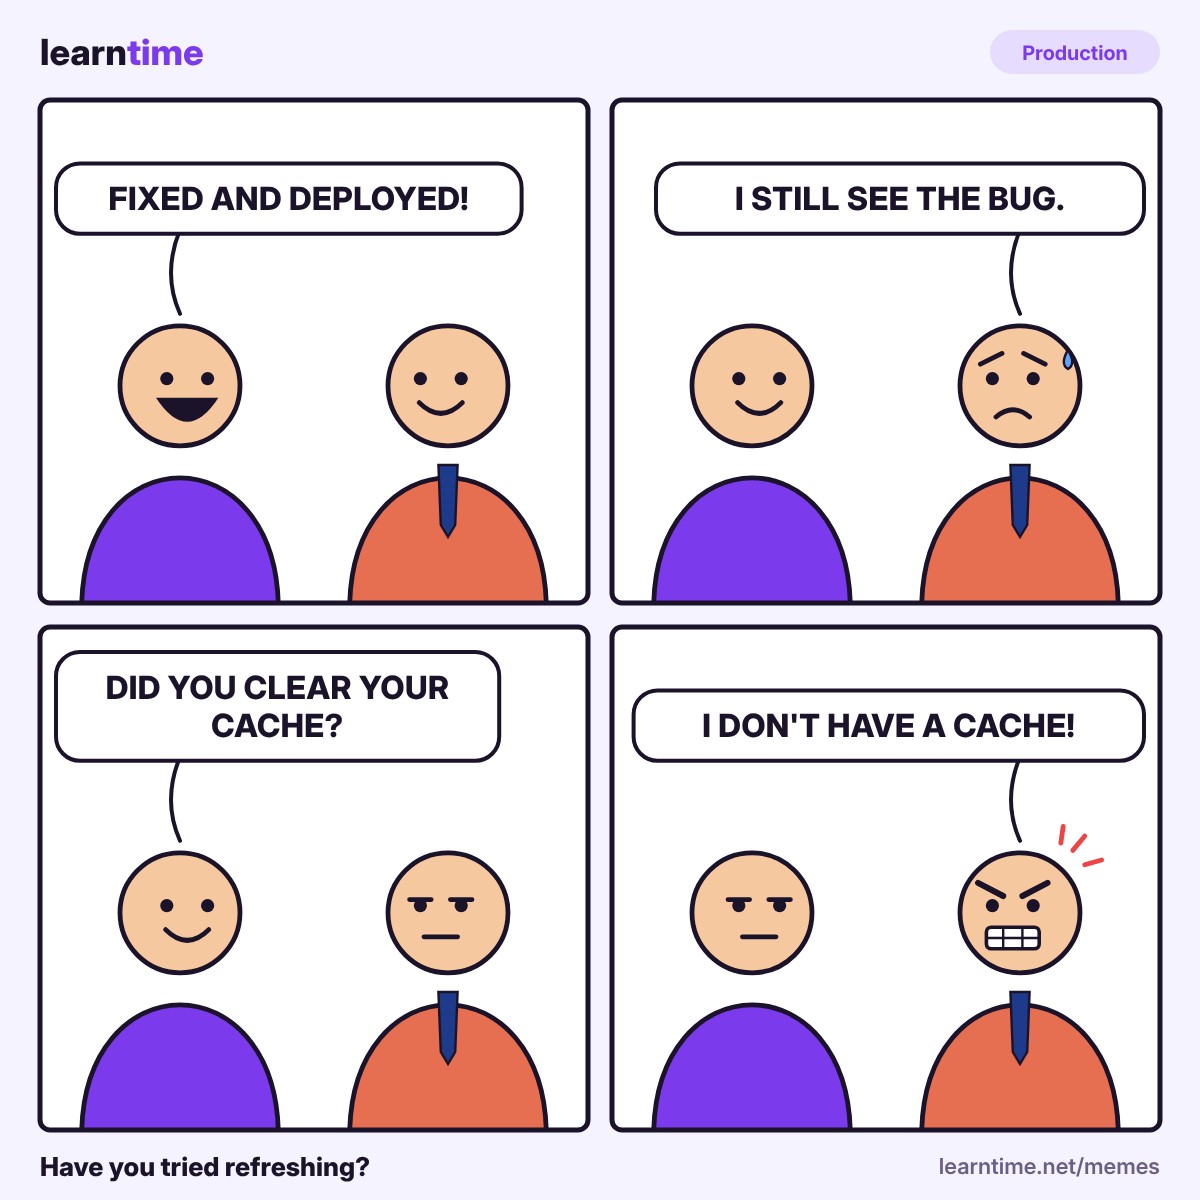 learntime
Production
FIXED AND DEPLOYED!
I STILL SEE THE BUG.
DID YOU CLEAR YOUR
CACHE?
I DON'T HAVE A CACHE!
Have you tried refreshing?
learntime.net/memes